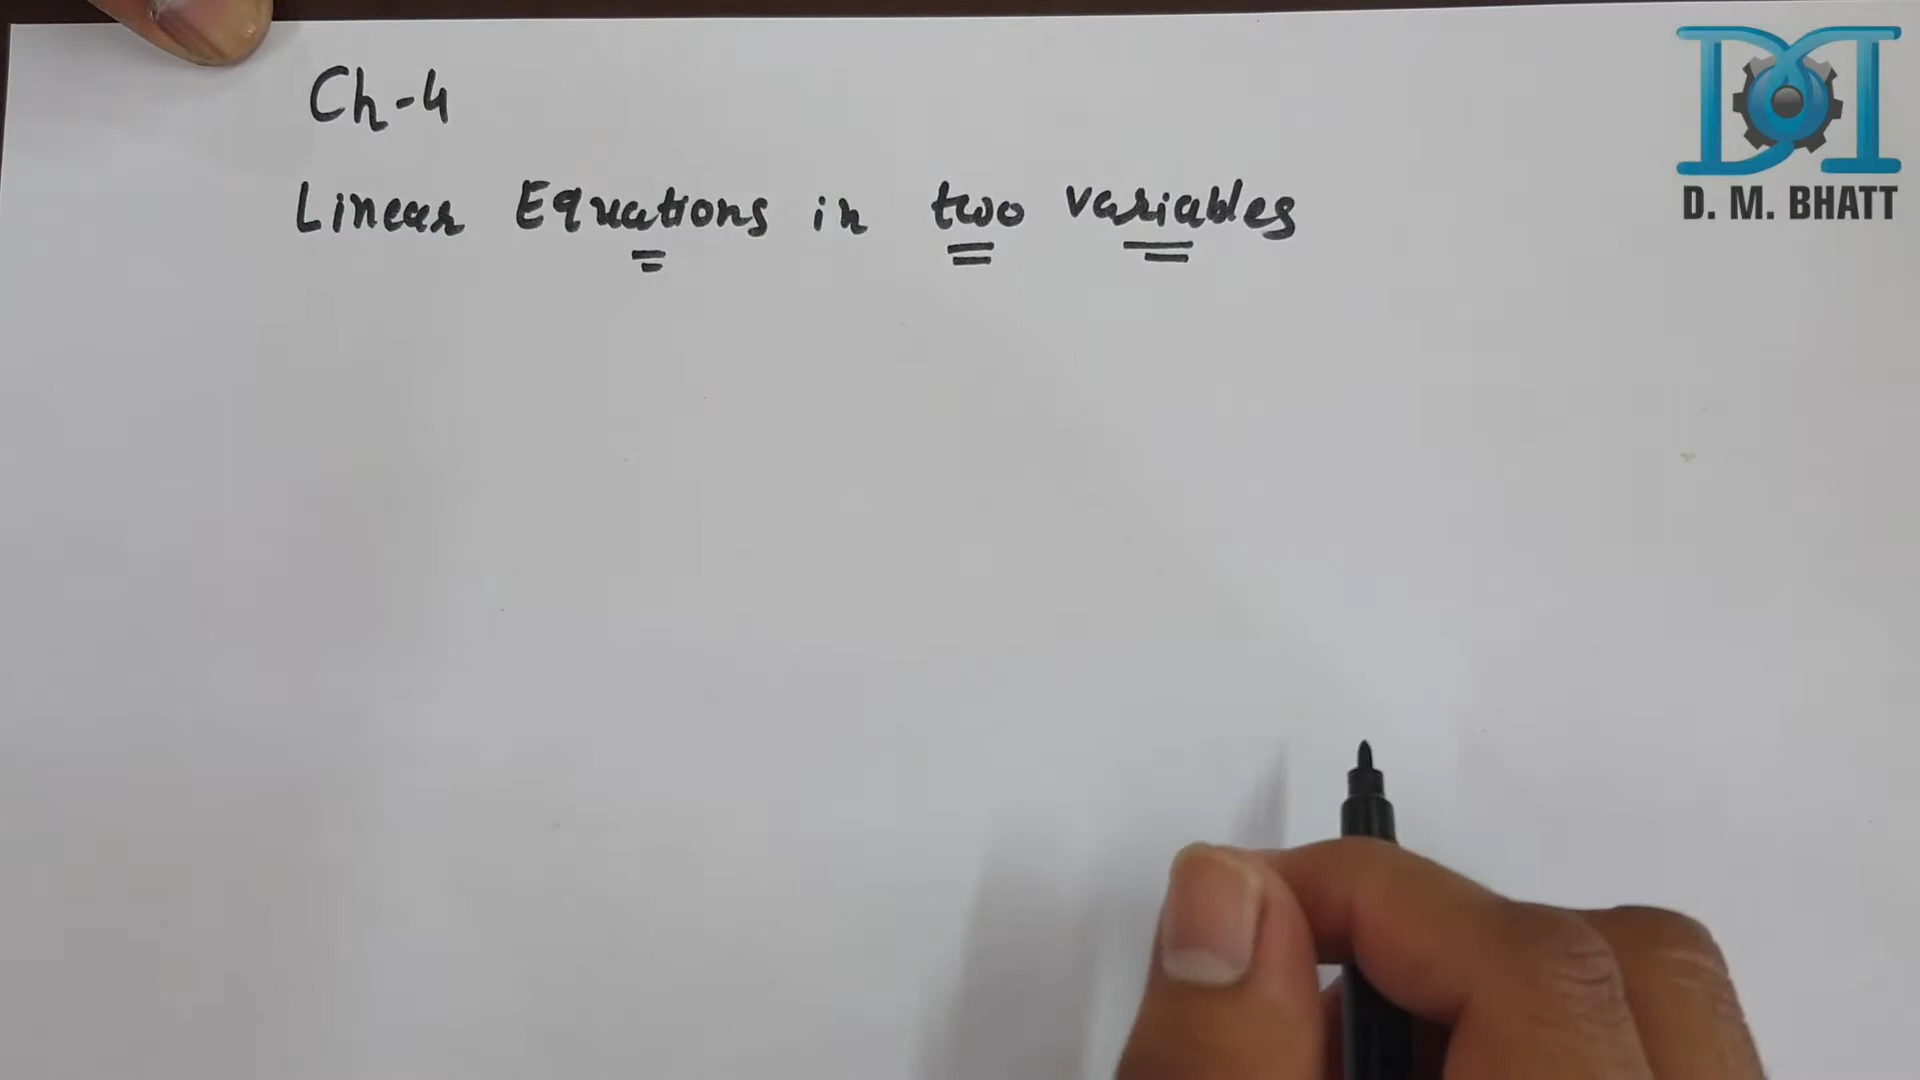 Ch-4
Linear Equations in two variables
D. M. BHATT